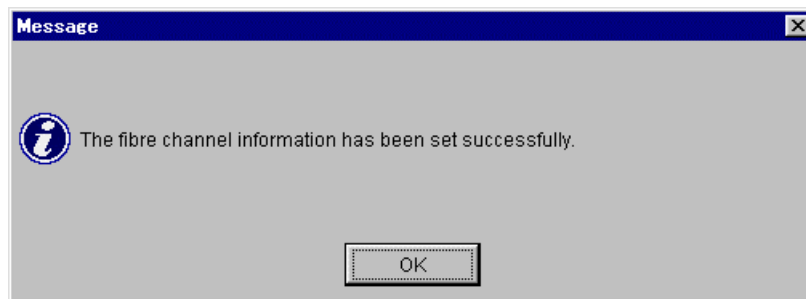 Message
The fibre channel information has been set successfully.
OK